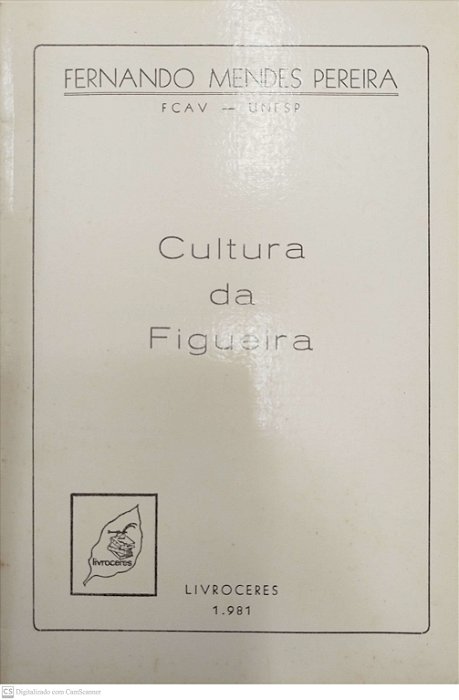 FERNANDO MENDES PEREIRA
FCAV — UNESP
Cultura
da
Figueira
livroceres
LIVROCERES
1.981
CS Digitalizado com CamScanner